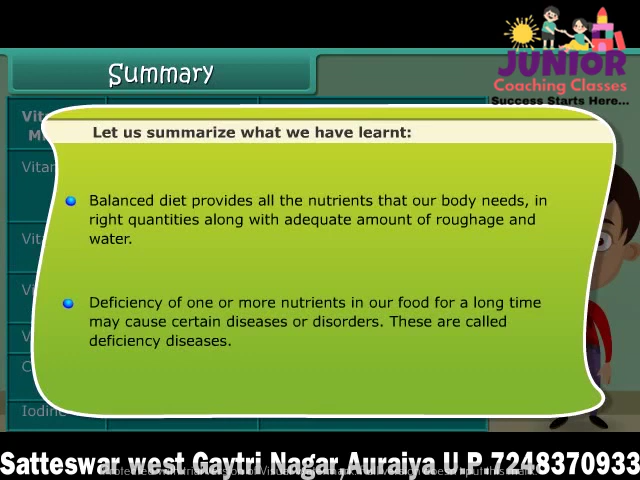 Summary
JUNIOR
Coaching Classes
Success Starts Here...
Let us summarize what we have learnt:
Balanced diet provides all the nutrients that our body needs, in
right quantities along with adequate amount of roughage and
water.
Deficiency of one or more nutrients in our food for a long time
may cause certain diseases or disorders. These are called
deficiency diseases.
Iodine
Satteswar west Gaytri Nagar Auraiya U.P 7248370933